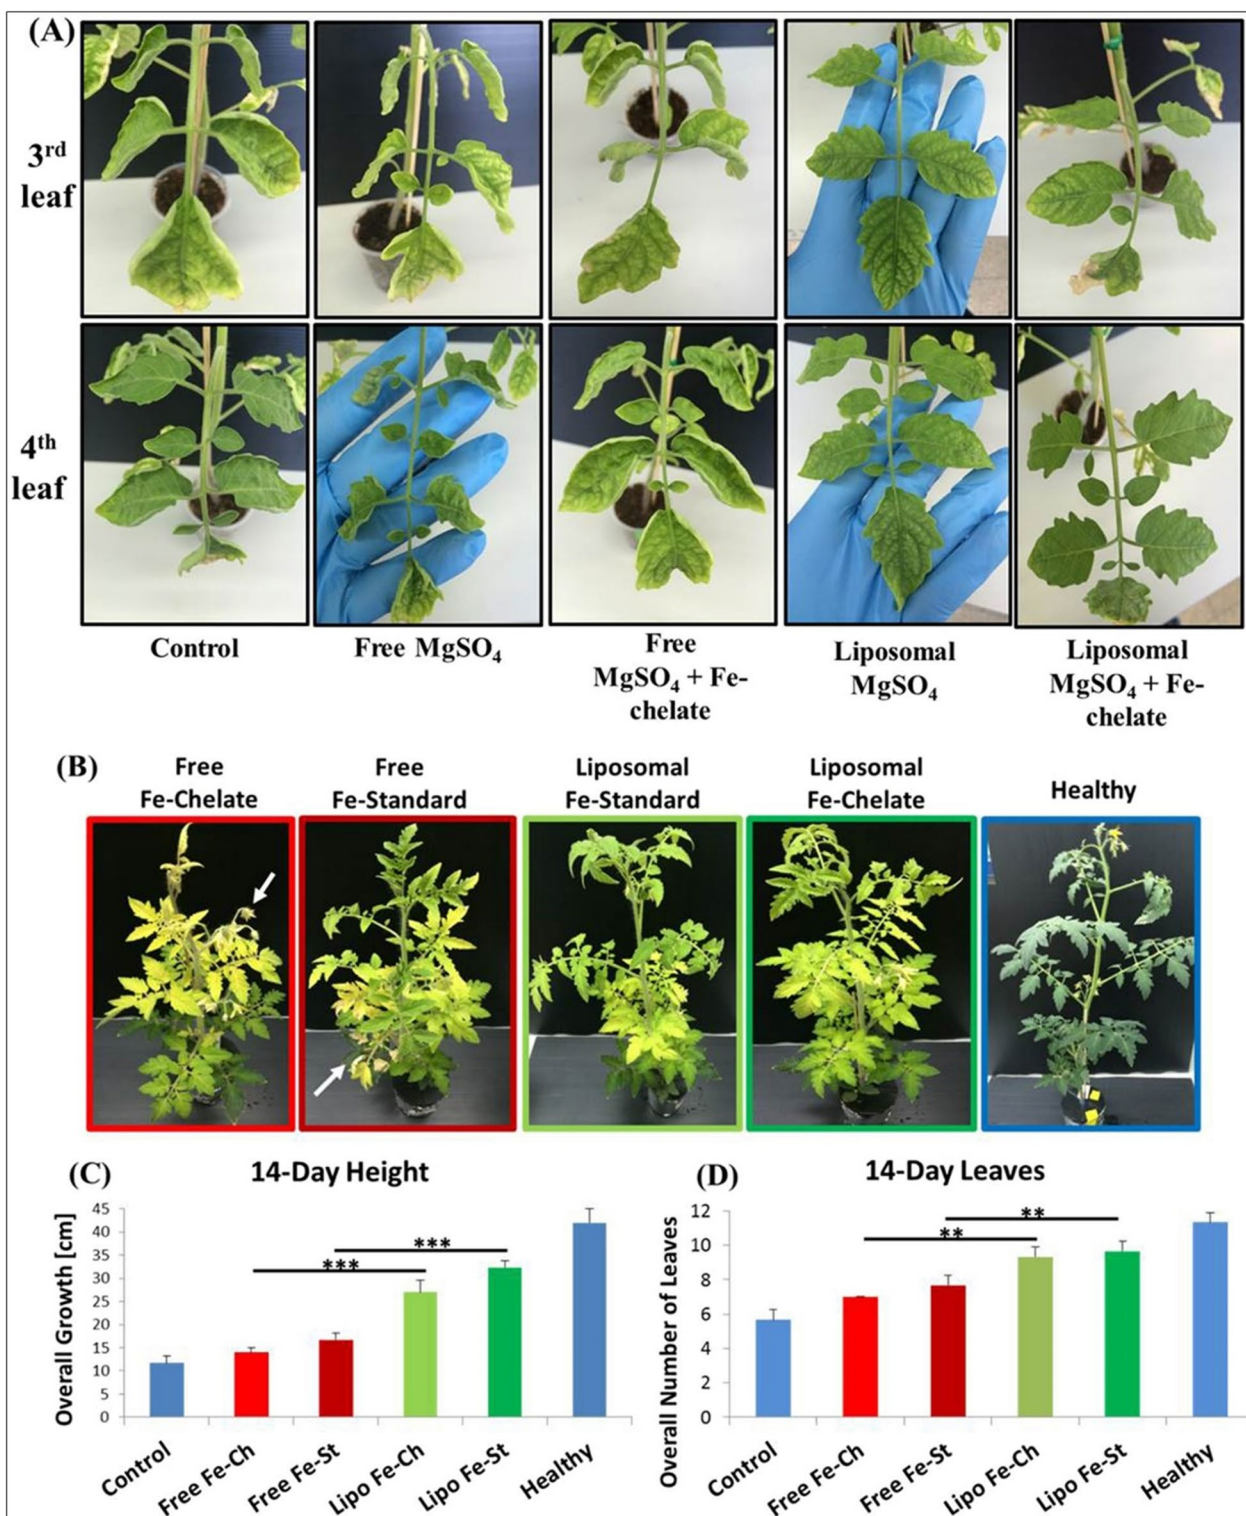 (A)
3rd
leaf
4th
leaf
Control
Free MgSO4
Free
MgSO4 + Fe-
chelate
Liposomal
MgSO4
Liposomal
MgSO4 + Fe-
chelate
(B)
Free
Fe-Chelate
Free
Fe-Standard
Liposomal
Fe-Standard
Liposomal
Fe-Chelate
Healthy
(C)
14-Day Height
Overall Growth [cm]
45
40
35
30
25
20
15
10
5
0
***
***
Control
Free Fe-Ch
Free Fe-St
Lipo Fe-Ch
Lipo Fe-St
Healthy
(D)
14-Day Leaves
Overall Number of Leaves
12
10
8
6
4
2
0
**
**
Control
Free Fe-Ch
Free Fe-St
Lipo Fe-Ch
Lipo Fe-St
Healthy